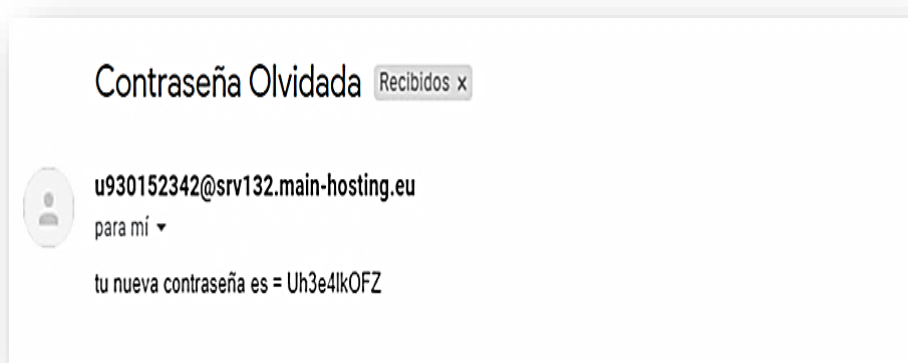 Contraseña Olvidada Recibidos x
u930152342@srv132.main-hosting.eu
para mí
tu nueva contraseña es = Uh3e4lkOFZ